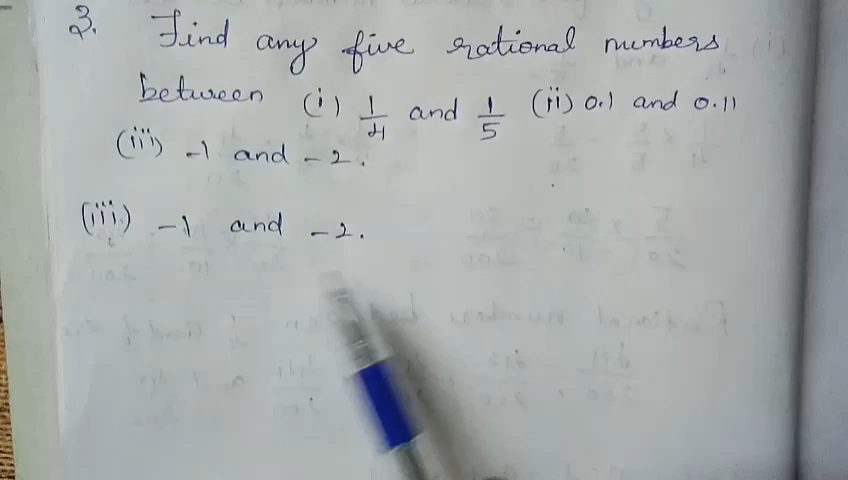 3. Find any five rational numbers
between (i) 1/4 and 1/5 (ii) 0.1 and 0.11
(iii) -1 and -2.
(iii) -1 and -2.